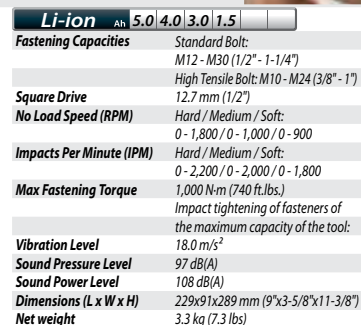 Li-ion Ah 5.0 4.0 3.0 1.5
Fastening Capacities Standard Bolt:
M12 - M30 (1/2" - 1-1/4")
High Tensile Bolt: M10 - M24 (3/8" - 1")
Square Drive 12.7 mm (1/2")
No Load Speed (RPM) Hard / Medium / Soft:
0 - 1,800 / 0 - 1,000 / 0 - 900
Impacts Per Minute (IPM) Hard / Medium / Soft:
0 - 2,200 / 0 - 2,000 / 0 - 1,800
Max Fastening Torque 1,000 N·m (740 ft.lbs.)
Impact tightening of fasteners of
the maximum capacity of the tool:
Vibration Level 18.0 m/s²
Sound Pressure Level 97 dB(A)
Sound Power Level 108 dB(A)
Dimensions (L x W x H) 229x91x289 mm (9"x3-5/8"x11-3/8")
Net weight 3.3 kg (7.3 lbs)